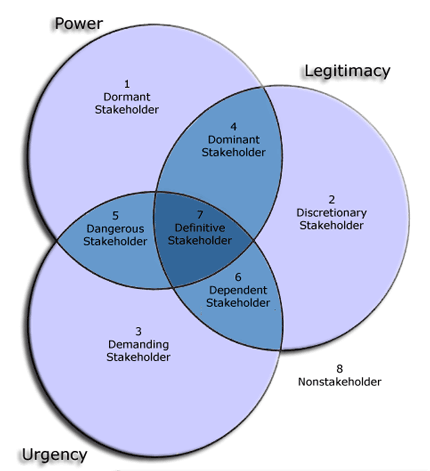 Power
Legitimacy
1
Dormant
Stakeholder
4
Dominant
Stakeholder
2
Discretionary
Stakeholder
5
Dangerous
Stakeholder
7
Definitive
Stakeholder
6
Dependent
Stakeholder
3
Demanding
Stakeholder
8
Nonstakeholder
Urgency